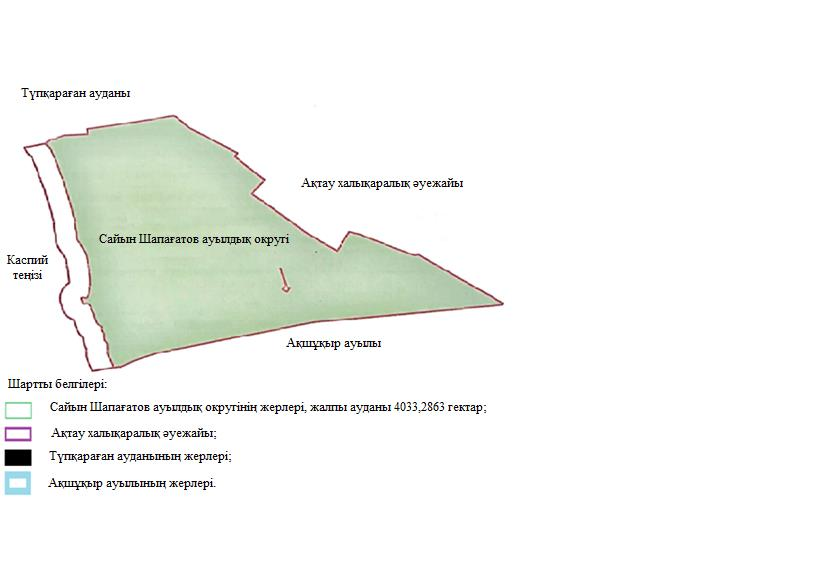 Түпқараған ауданы
Ақтау халықаралық әуежайы
Сайын Шапағатов ауылдық округі
Каспий
теңізі
Ақшұқыр ауылы
Шартты белгілері:
Сайын Шапағатов ауылдық округінің жерлері, жалпы ауданы 4033,2863 гектар;
Ақтау халықаралық әуежайы;
Түпқараған ауданының жерлері;
Ақшұқыр ауылының жерлері.